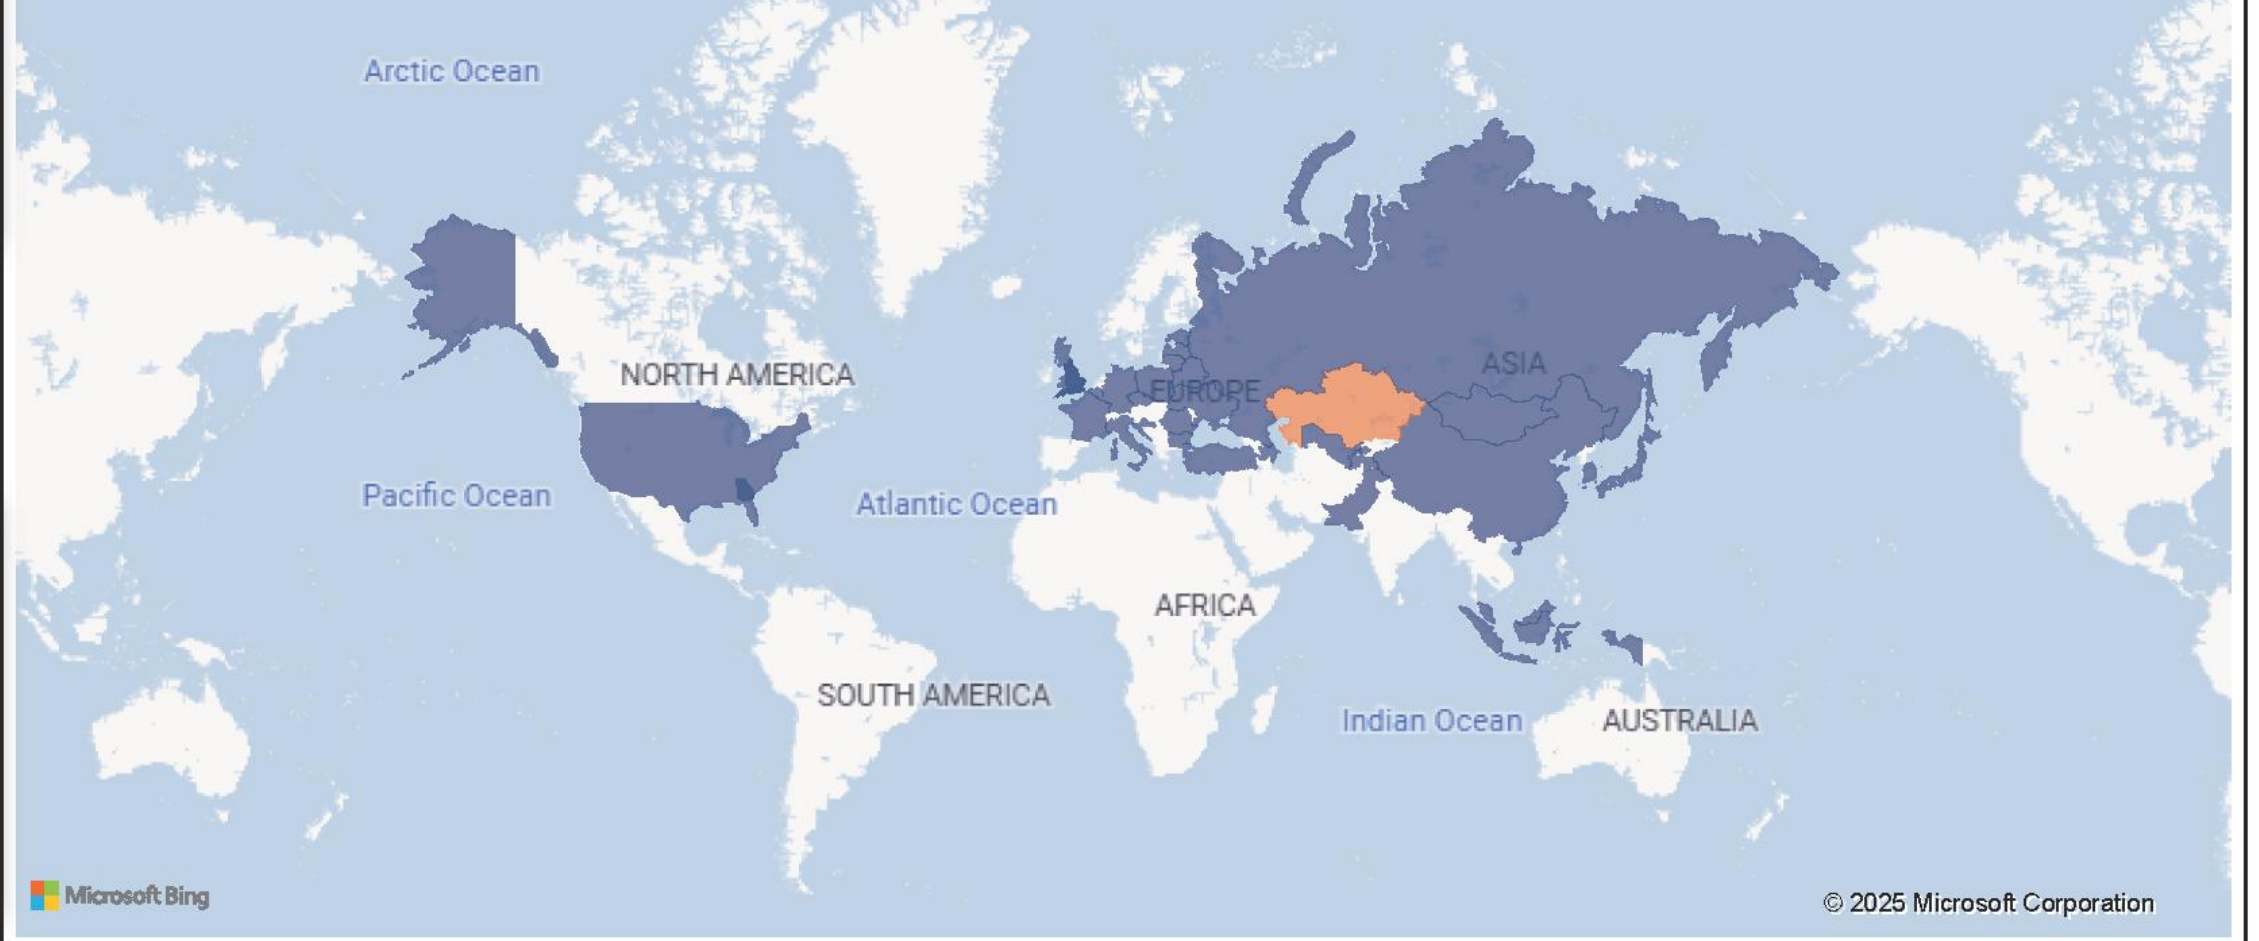 Arctic Ocean
NORTH AMERICA
ASIA
EUROPE
Pacific Ocean
Atlantic Ocean
AFRICA
SOUTH AMERICA
Indian Ocean
AUSTRALIA
Microsoft Bing
© 2025 Microsoft Corporation